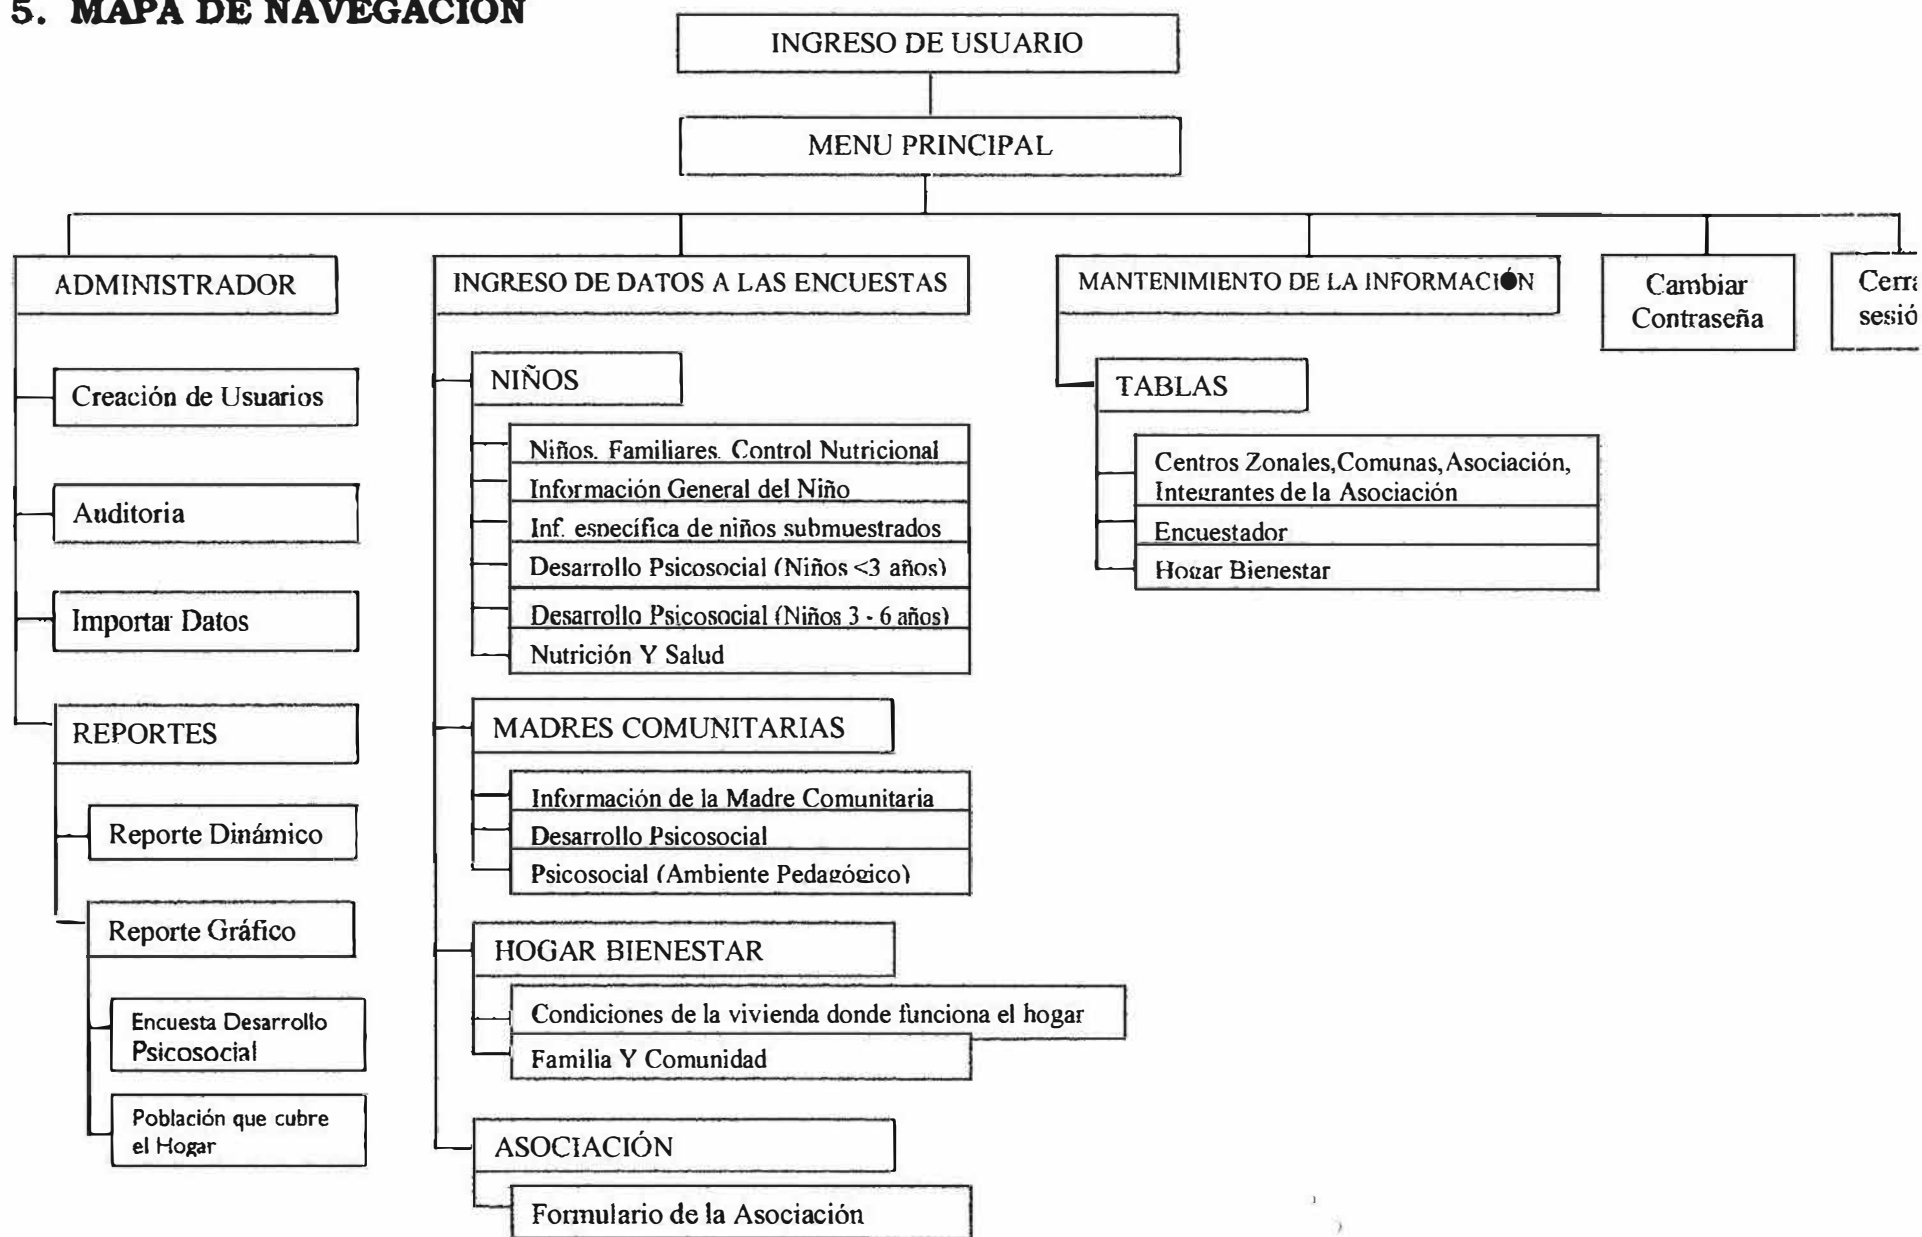 5. MAPA DE NAVEGACIÓN
INGRESO DE USUARIO
MENU PRINCIPAL
ADMINISTRADOR
Creación de Usuarios
Auditoria
Importar Datos
REPORTES
Reporte Dinámico
Reporte Gráfico
Encuesta Desarrollo
Psicosocial
Población que cubre
el Hogar
INGRESO DE DATOS A LAS ENCUESTAS
NIÑOS
Niños. Familiares. Control Nutricional
Información General del Niño
Inf. específica de niños submuestrados
Desarrollo Psicosocial (Niños <3 años)
Desarrollo Psicosocial (Niños 3 - 6 años)
Nutrición Y Salud
MADRES COMUNITARIAS
Información de la Madre Comunitaria
Desarrollo Psicosocial
Psicosocial (Ambiente Pedagógico)
HOGAR BIENESTAR
Condiciones de la vivienda donde funciona el hogar
Familia Y Comunidad
ASOCIACIÓN
Formulario de la Asociación
MANTENIMIENTO DE LA INFORMACIÓN
TABLAS
Centros Zonales,Comunas,Asociación,
Integrantes de la Asociación
Encuestador
Hogar Bienestar
Cambiar
Contraseña
Cerra
sesió